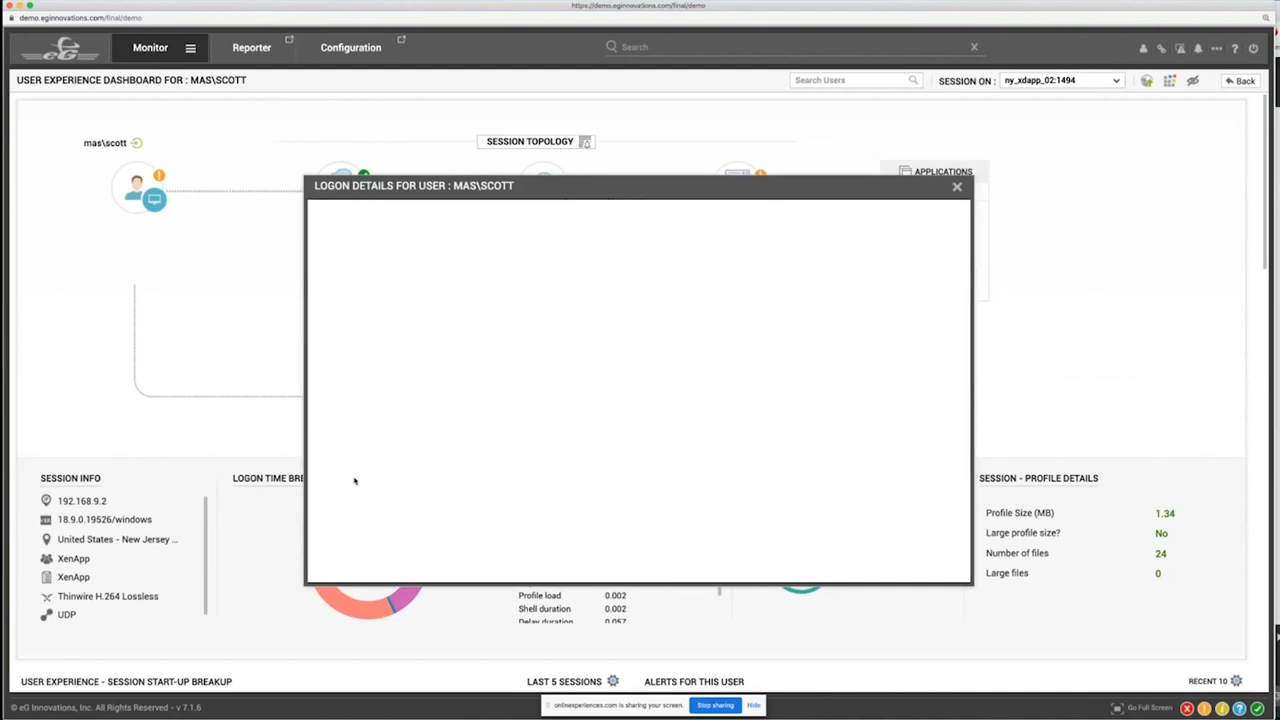 https://demo.eginnovations.com/final/demo
demo.eginnovations.com/final/demo
eG
Monitor
Reporter
Configuration
Search
X
USER EXPERIENCE DASHBOARD FOR : MAS\SCOTT
Search Users
SESSION ON :
ny_xdapp_02:1494
Back
mas\scott
SESSION TOPOLOGY
APPLICATIONS
LOGON DETAILS FOR USER : MAS\SCOTT
SESSION INFO
192.168.9.2
18.9.0.19526/windows
United States - New Jersey ...
XenApp
XenApp
Thinwire H.264 Lossless
UDP
LOGON TIME BRE
Profile load 0.002
Shell duration 0.002
Delay duration 0.057
SESSION - PROFILE DETAILS
Profile Size (MB) 1.34
Large profile size? No
Number of files 24
Large files 0
USER EXPERIENCE - SESSION START-UP BREAKUP
LAST 5 SESSIONS
ALERTS FOR THIS USER
RECENT 10
© eG Innovations, Inc. All Rights Reserved - v 7.1.6
onlinexperiences.com is sharing your screen.
Stop sharing
Hide
Go Full Screen